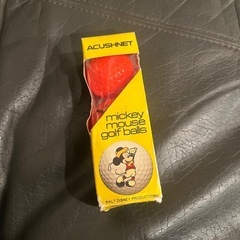 ACUSHNET
mickey
mouse
golf balls
WALT DISNEY PRODUCTIONS